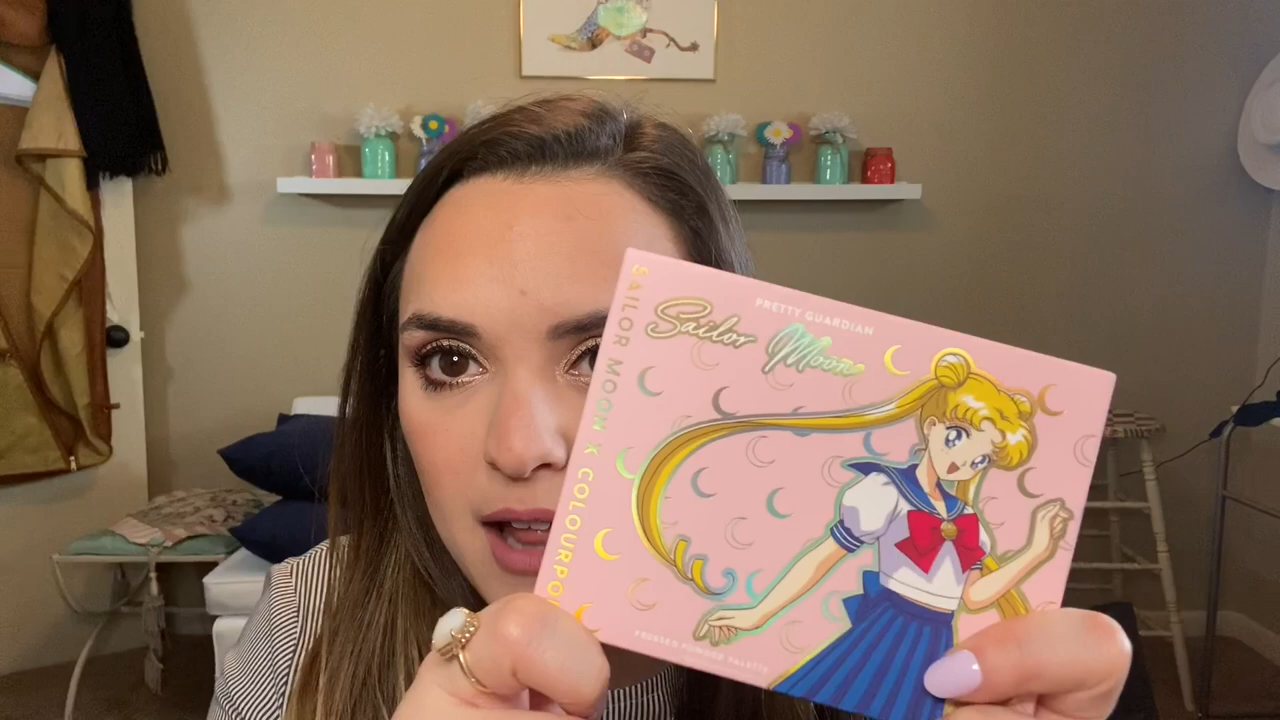 PRETTY GUARDIAN
Sailor Moon
SAILOR MOON X COLOURPO
PRESSED POWDER PALETTE